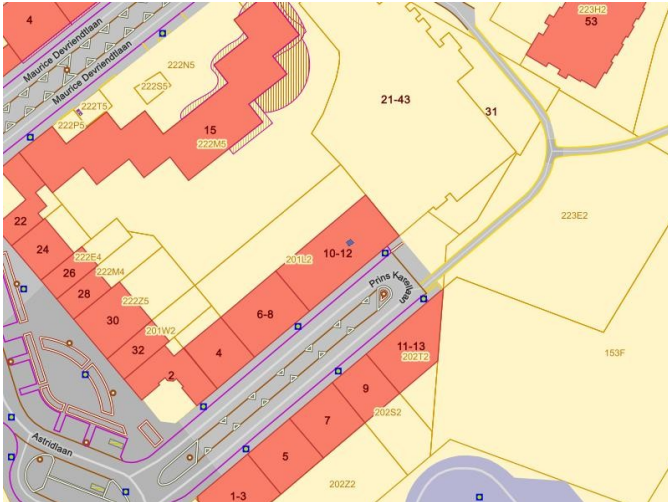 4
223H2
53
Maurice Devriendtlaan
Maurice Devriendtlaan
222N5
222S5
222T5
222P5
21-43
31
15
222M5
22
223E2
24
222E4
26
222M4
28
222Z5
30
201W2
32
2
4
6-8
201L2
10-12
Prins Karellaan
11-13
202T2
153F
9
202S2
7
5
202Z2
1-3
Astridlaan